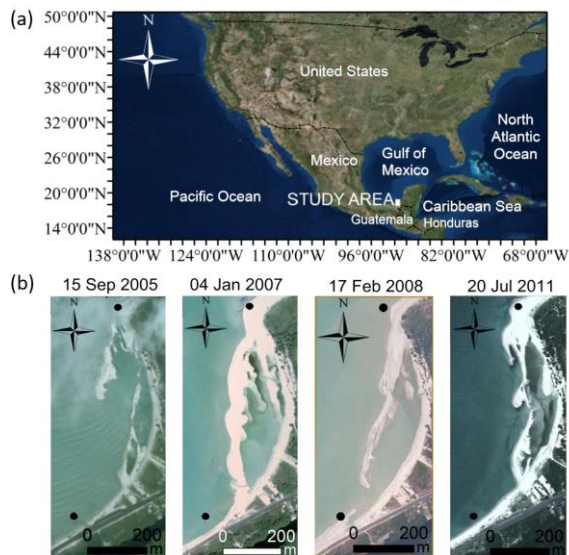 (a)
50°0'0"N
44°0'0"N
38°0'0"N
32°0'0"N
26°0'0"N
20°0'0"N
14°0'0"N
N
United States
North
Atlantic
Ocean
Gulf of
Mexico
Mexico
Pacific Ocean
STUDY AREA
Caribbean Sea
Guatemala
Honduras
138°0'0"W 124°0'0"W 110°0'0"W 96°0'0"W 82°0'0"W 68°0'0"W
(b)
15 Sep 2005 04 Jan 2007 17 Feb 2008 20 Jul 2011
N N N N
0 200 0 200 0 200 0 200
m m m m